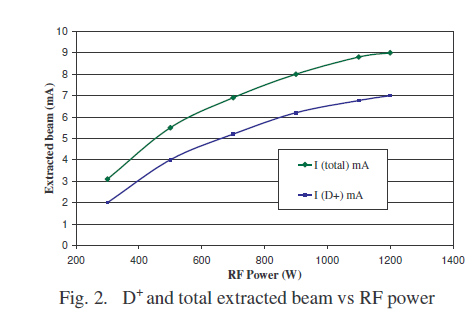 10
9
8
7
6
5
4
3
2
1
0
Extracted beam (mA)
I (total) mA
I (D+) mA
200 400 600 800 1000 1200 1400
RF Power (W)
Fig. 2. D⁺ and total extracted beam vs RF power